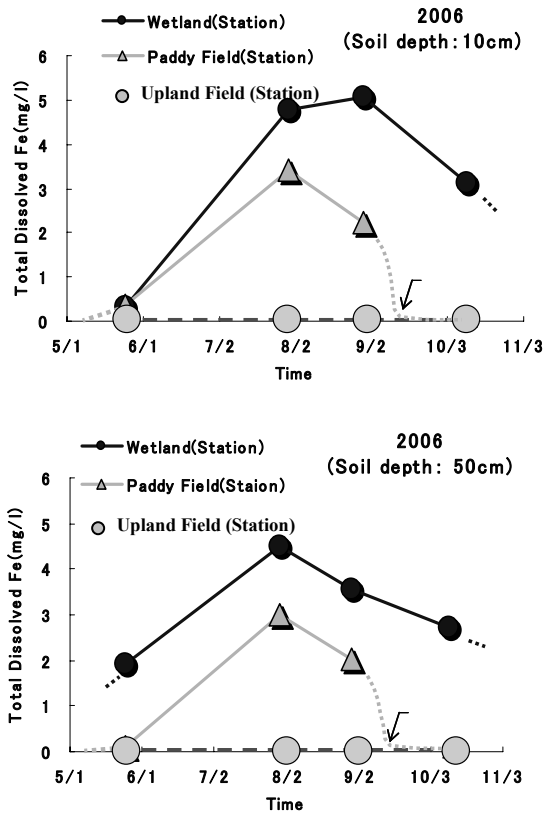 2006
(Soil depth: 10cm)
Wetland(Station)
Paddy Field(Station)
Upland Field (Station)
Total Dissolved Fe(mg/l)
6
5
4
3
2
1
0
5/1 6/1 7/2 8/2 9/2 10/3 11/3
Time
2006
(Soil depth: 50cm)
Wetland(Station)
Paddy Field(Staion)
Upland Field (Station)
Total Dissolved Fe(mg/l)
6
5
4
3
2
1
0
5/1 6/1 7/2 8/2 9/2 10/3 11/3
Time